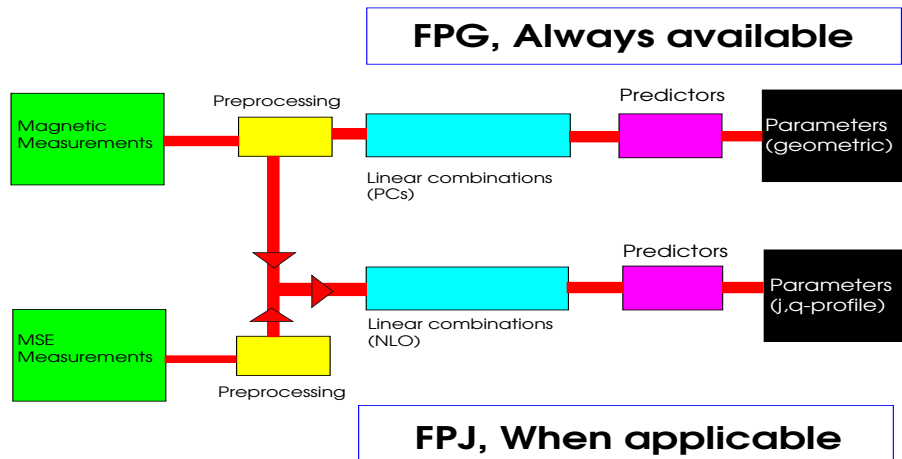 FPG, Always available
Preprocessing
Predictors
Magnetic
Measurements
Parameters
(geometric)
Linear combinations
(PCs)
Predictors
Parameters
(j,q-profile)
MSE
Measurements
Linear combinations
(NLO)
Preprocessing
FPJ, When applicable